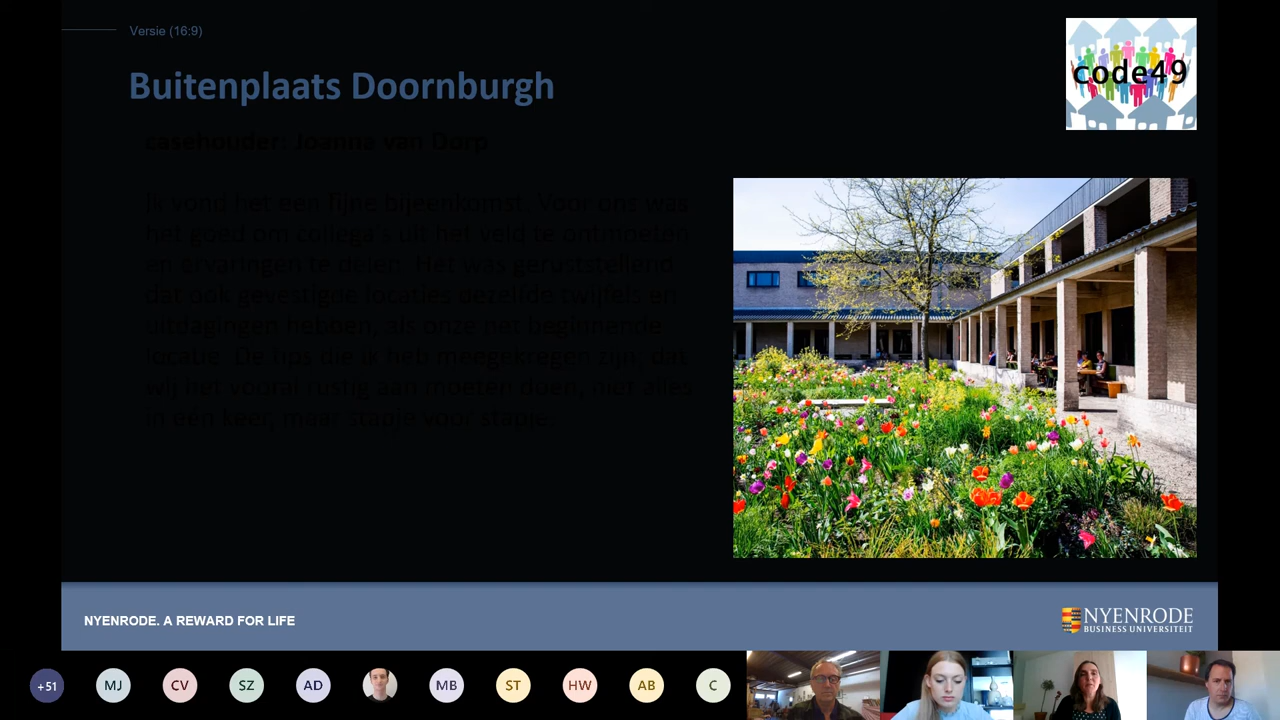 Versie (16:9)
code49
Buitenplaats Doornburgh
casehouder: Joanna van Dorp
Ik vond het een fijne bijeenkomst. Voor ons was
het goed om collega's uit het veld te ontmoeten
en ervaringen te delen. Het was geruststellend
dat ook gevestigde locaties dezelfde twijfels en
uitdagingen hebben, als onze net beginnende
locatie. De tips die ik heb meegekregen zijn, dat
wij het vooral rustig aan moeten doen, niet alles
in één keer, maar stapje voor stapje.
NYENRODE. A REWARD FOR LIFE
NYENRODE
BUSINESS UNIVERSITEIT
+51 MJ CV SZ AD MB ST HW AB C